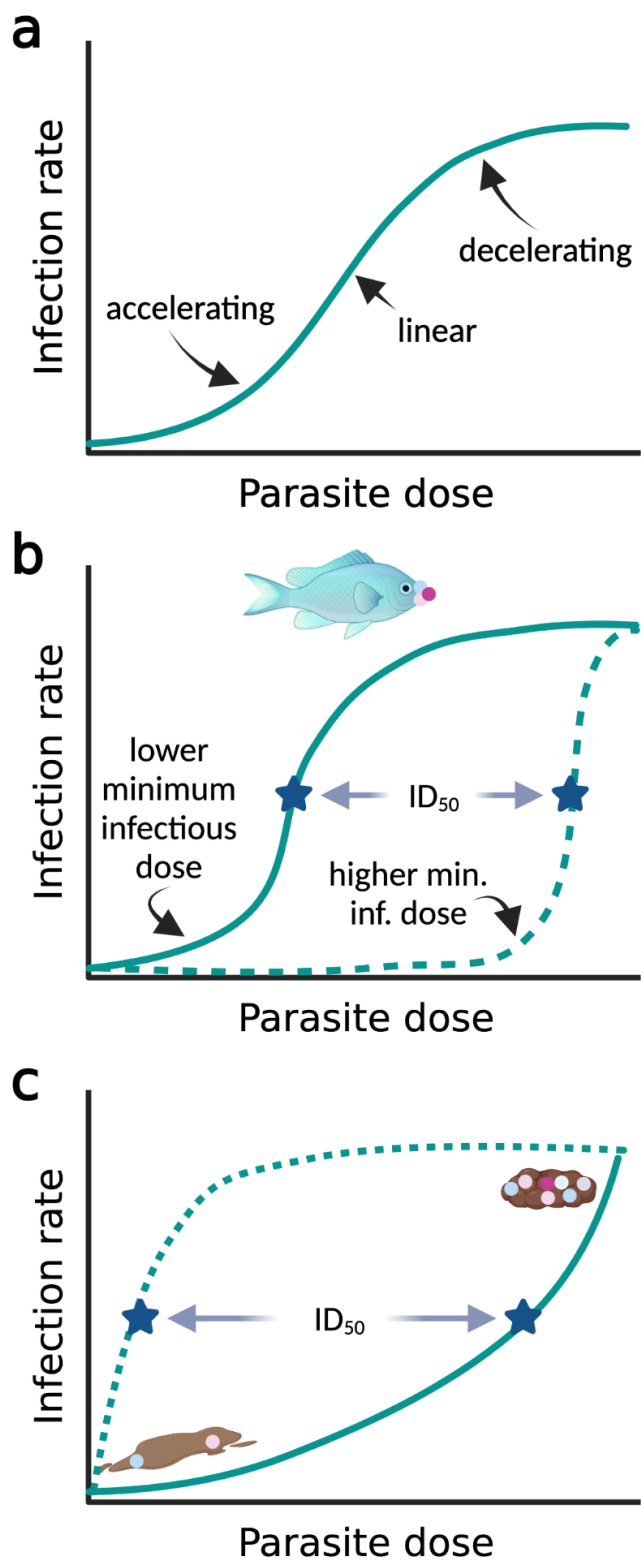 a
Infection rate
accelerating
linear
decelerating
Parasite dose
b
Infection rate
lower
minimum
infectious
dose
ID₅₀
higher min.
inf. dose
Parasite dose
c
Infection rate
ID₅₀
Parasite dose